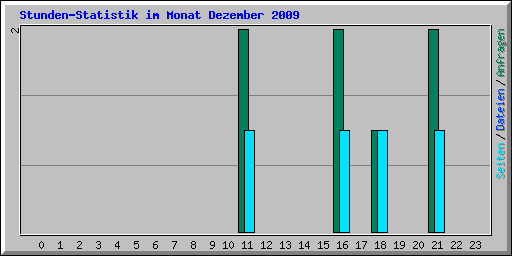 Stunden-Statistik im Monat Dezember 2009
2
Seiten/Dateien/Anfragen
0 1 2 3 4 5 6 7 8 9 10 11 12 13 14 15 16 17 18 19 20 21 22 23